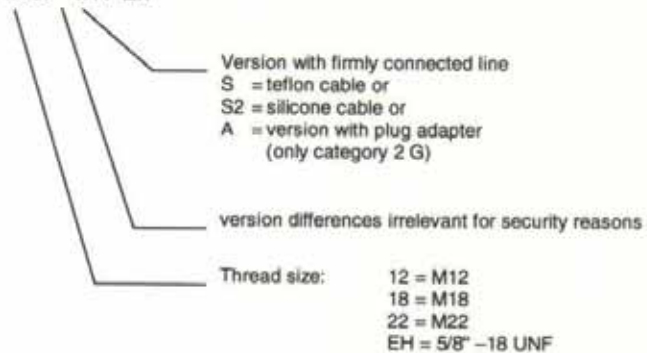 Version with firmly connected line
S = teflon cable or
S2 = silicone cable or
A = version with plug adapter
(only category 2 G)
version differences irrelevant for security reasons
Thread size: 12 = M12
18 = M18
22 = M22
EH = 5/8" –18 UNF